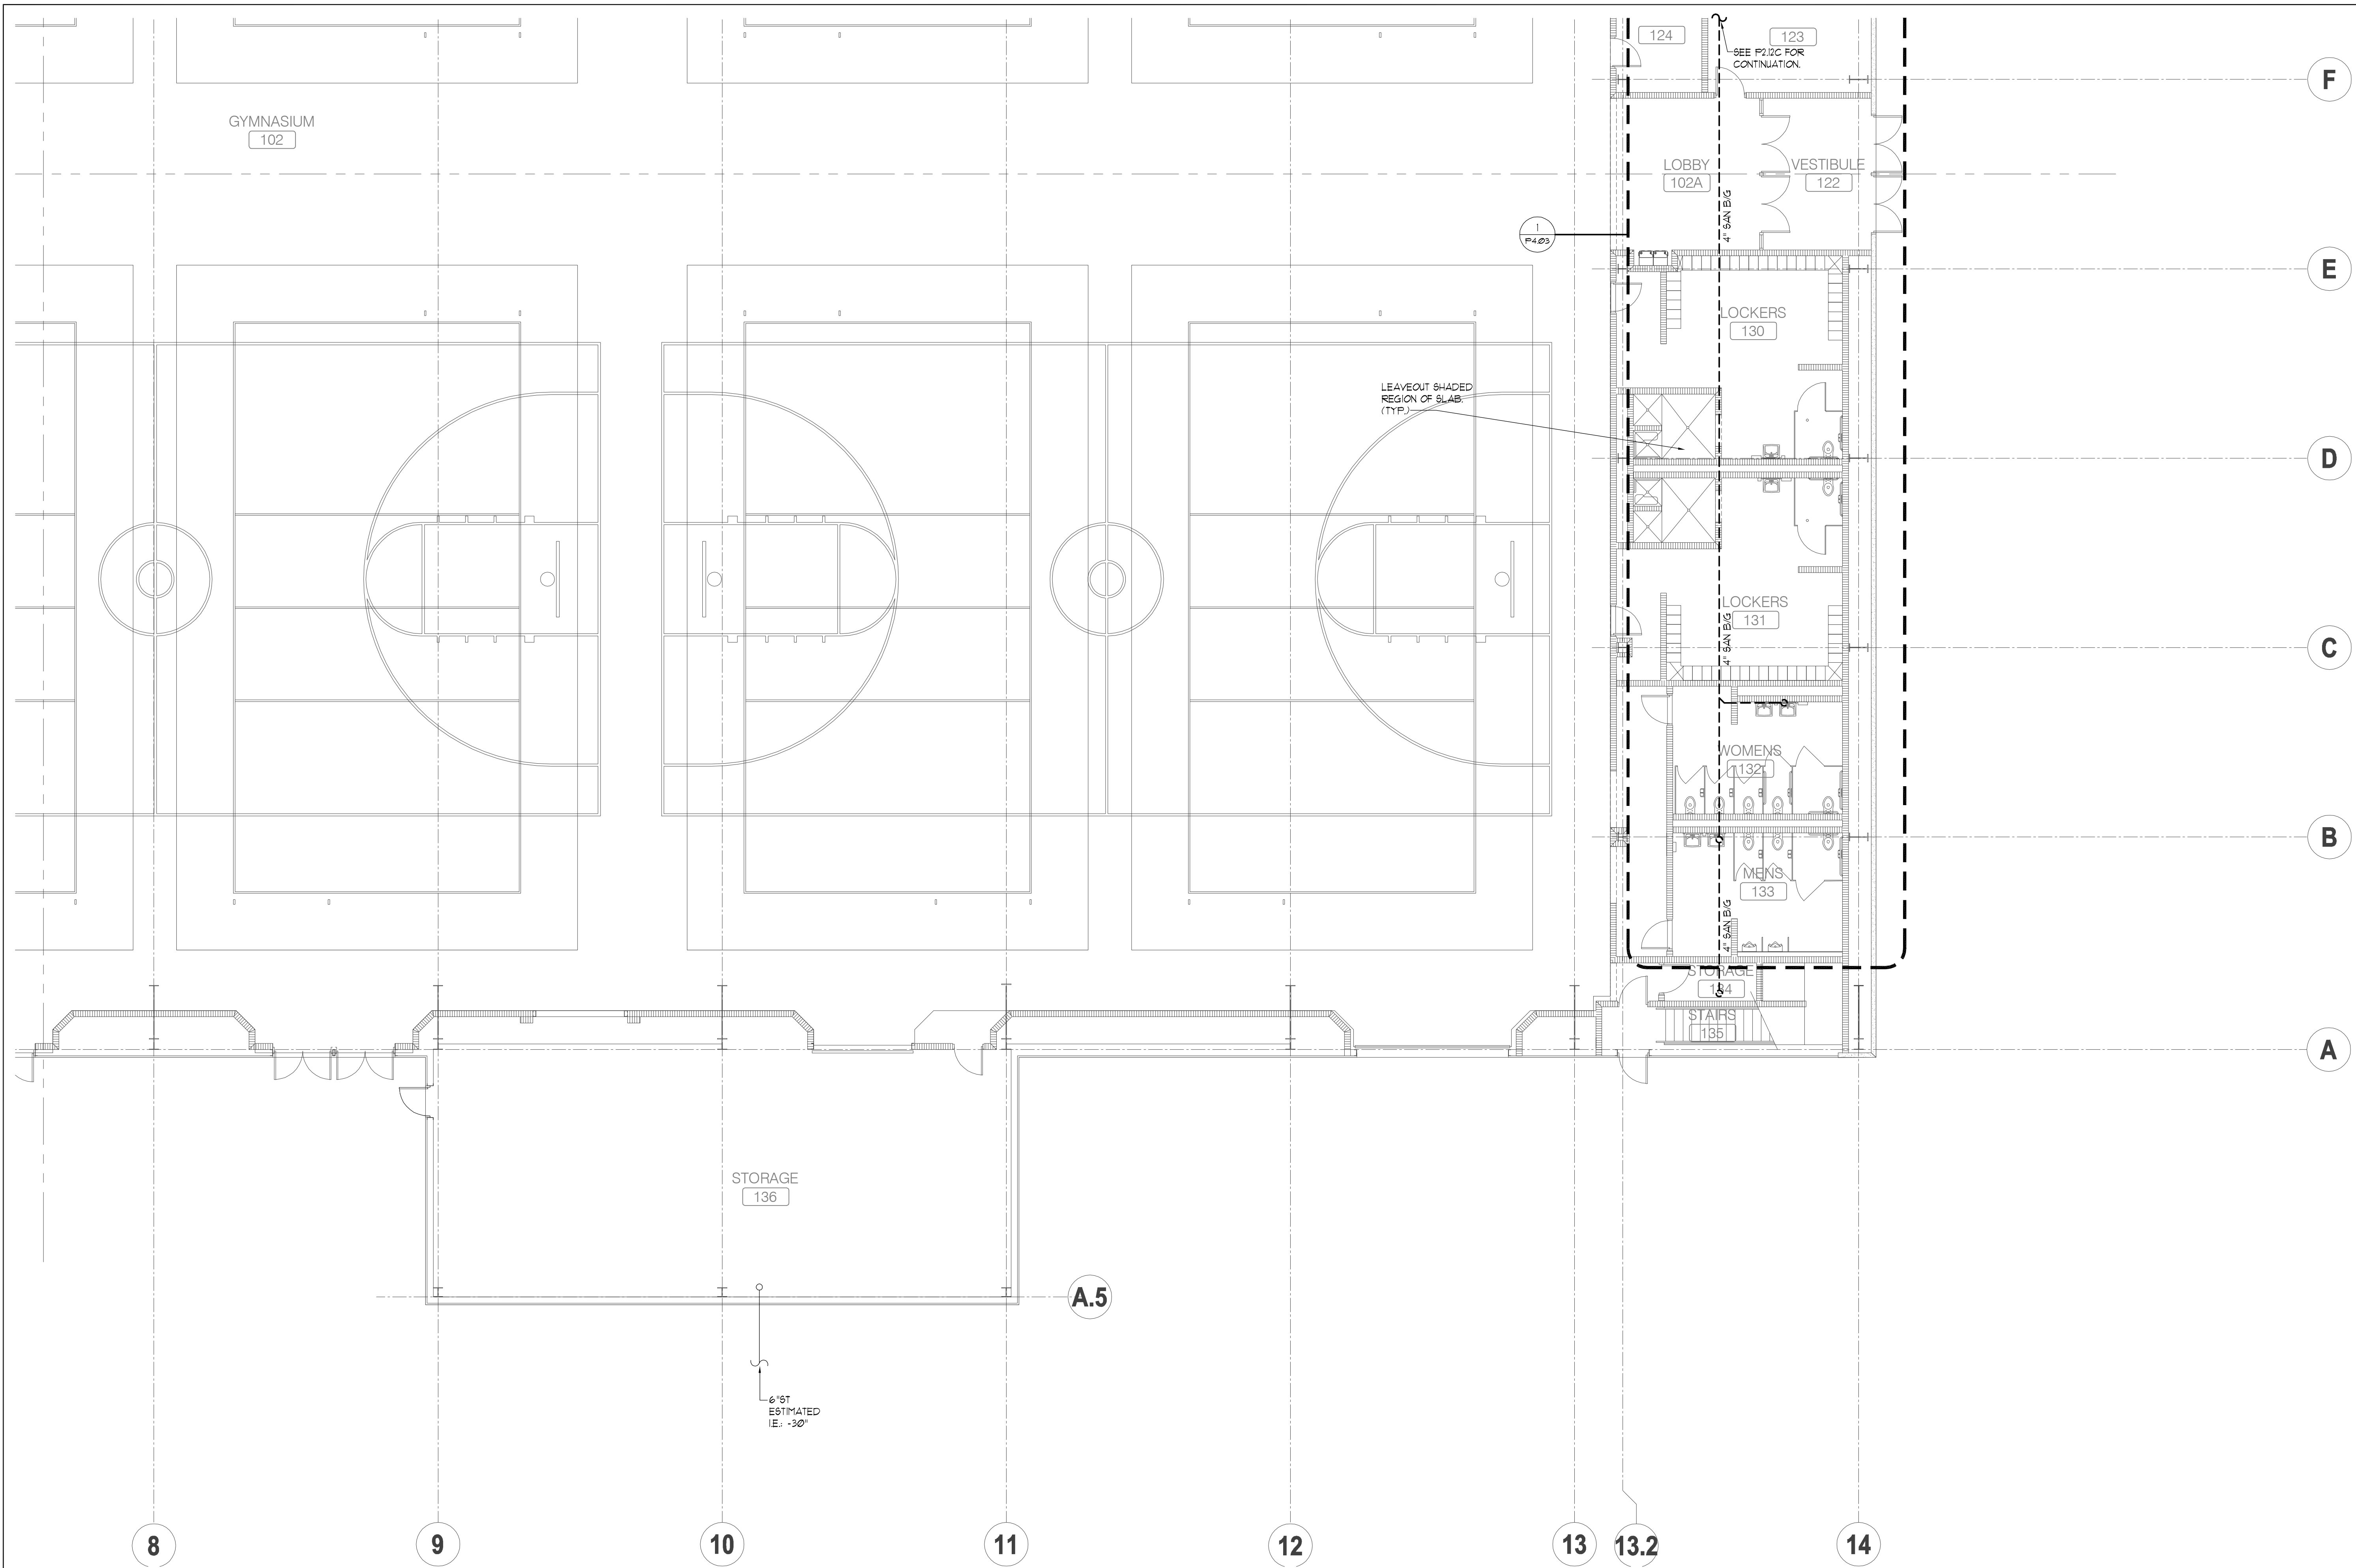 124
123
SEE P2.12C FOR
CONTINUATION.
F
GYMNASIUM
102
LOBBY
102A
VESTIBULE
122
4" SAN B/G
1
P4.03
E
LOCKERS
130
LEAVEOUT SHADED
REGION OF SLAB.
(TYP.)
D
LOCKERS
131
4" SAN B/G
C
WOMENS
132
B
MENS
133
4" SAN B/G
STORAGE
134
STAIRS
135
A
STORAGE
136
A.5
6"ST
ESTIMATED
I.E.: -30"
8
9
10
11
12
13
13.2
14